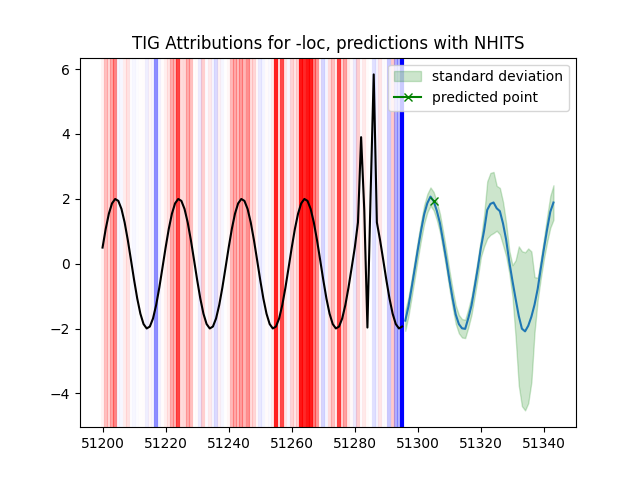 TIG Attributions for -loc, predictions with NHITS
standard deviation
predicted point
6
4
2
0
−2
−4
51200 51220 51240 51260 51280 51300 51320 51340